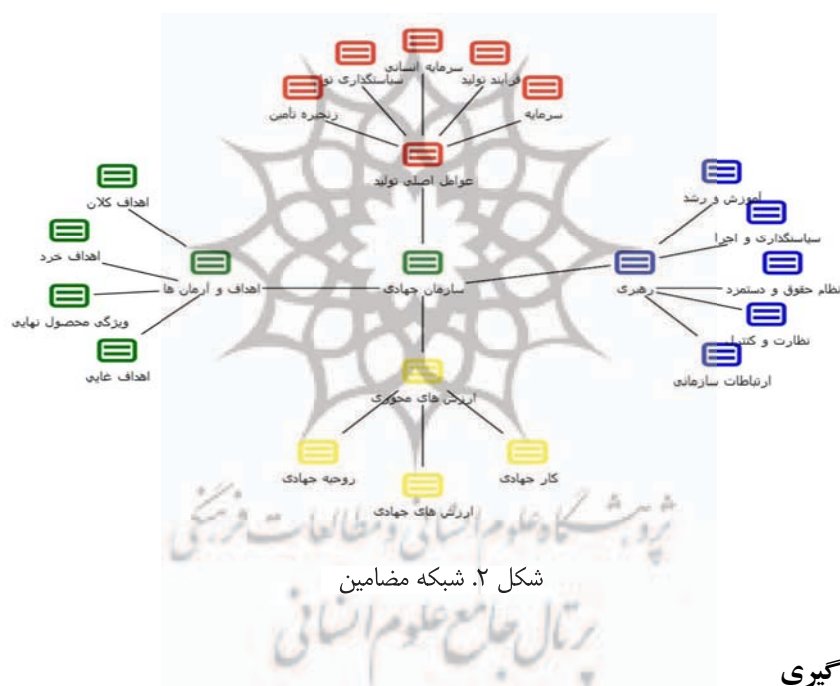 سرمایه انسانی
سیاستگذاری
فرآیند تولید
زنجیره تأمین
سرمایه
عوامل اصلی تولید
اهداف کلان
آموزش و رشد
اهداف خرد
سیاستگذاری و اجرا
اهداف و آرمان ها
سازمان جهادی
رهبری
نظام حقوق و دستمزد
ویژگی محصول نهایی
نظارت و کنترل
اهداف غایی
ارتباطات سازمانی
ارزش های محوری
روحیه جهادی
کار جهادی
ارزش های جهادی
پژوهشگاه علوم انسانی و مطالعات فرهنگی
شکل ۲. شبکه مضامین
پرتال جامع علوم انسانی
گیری